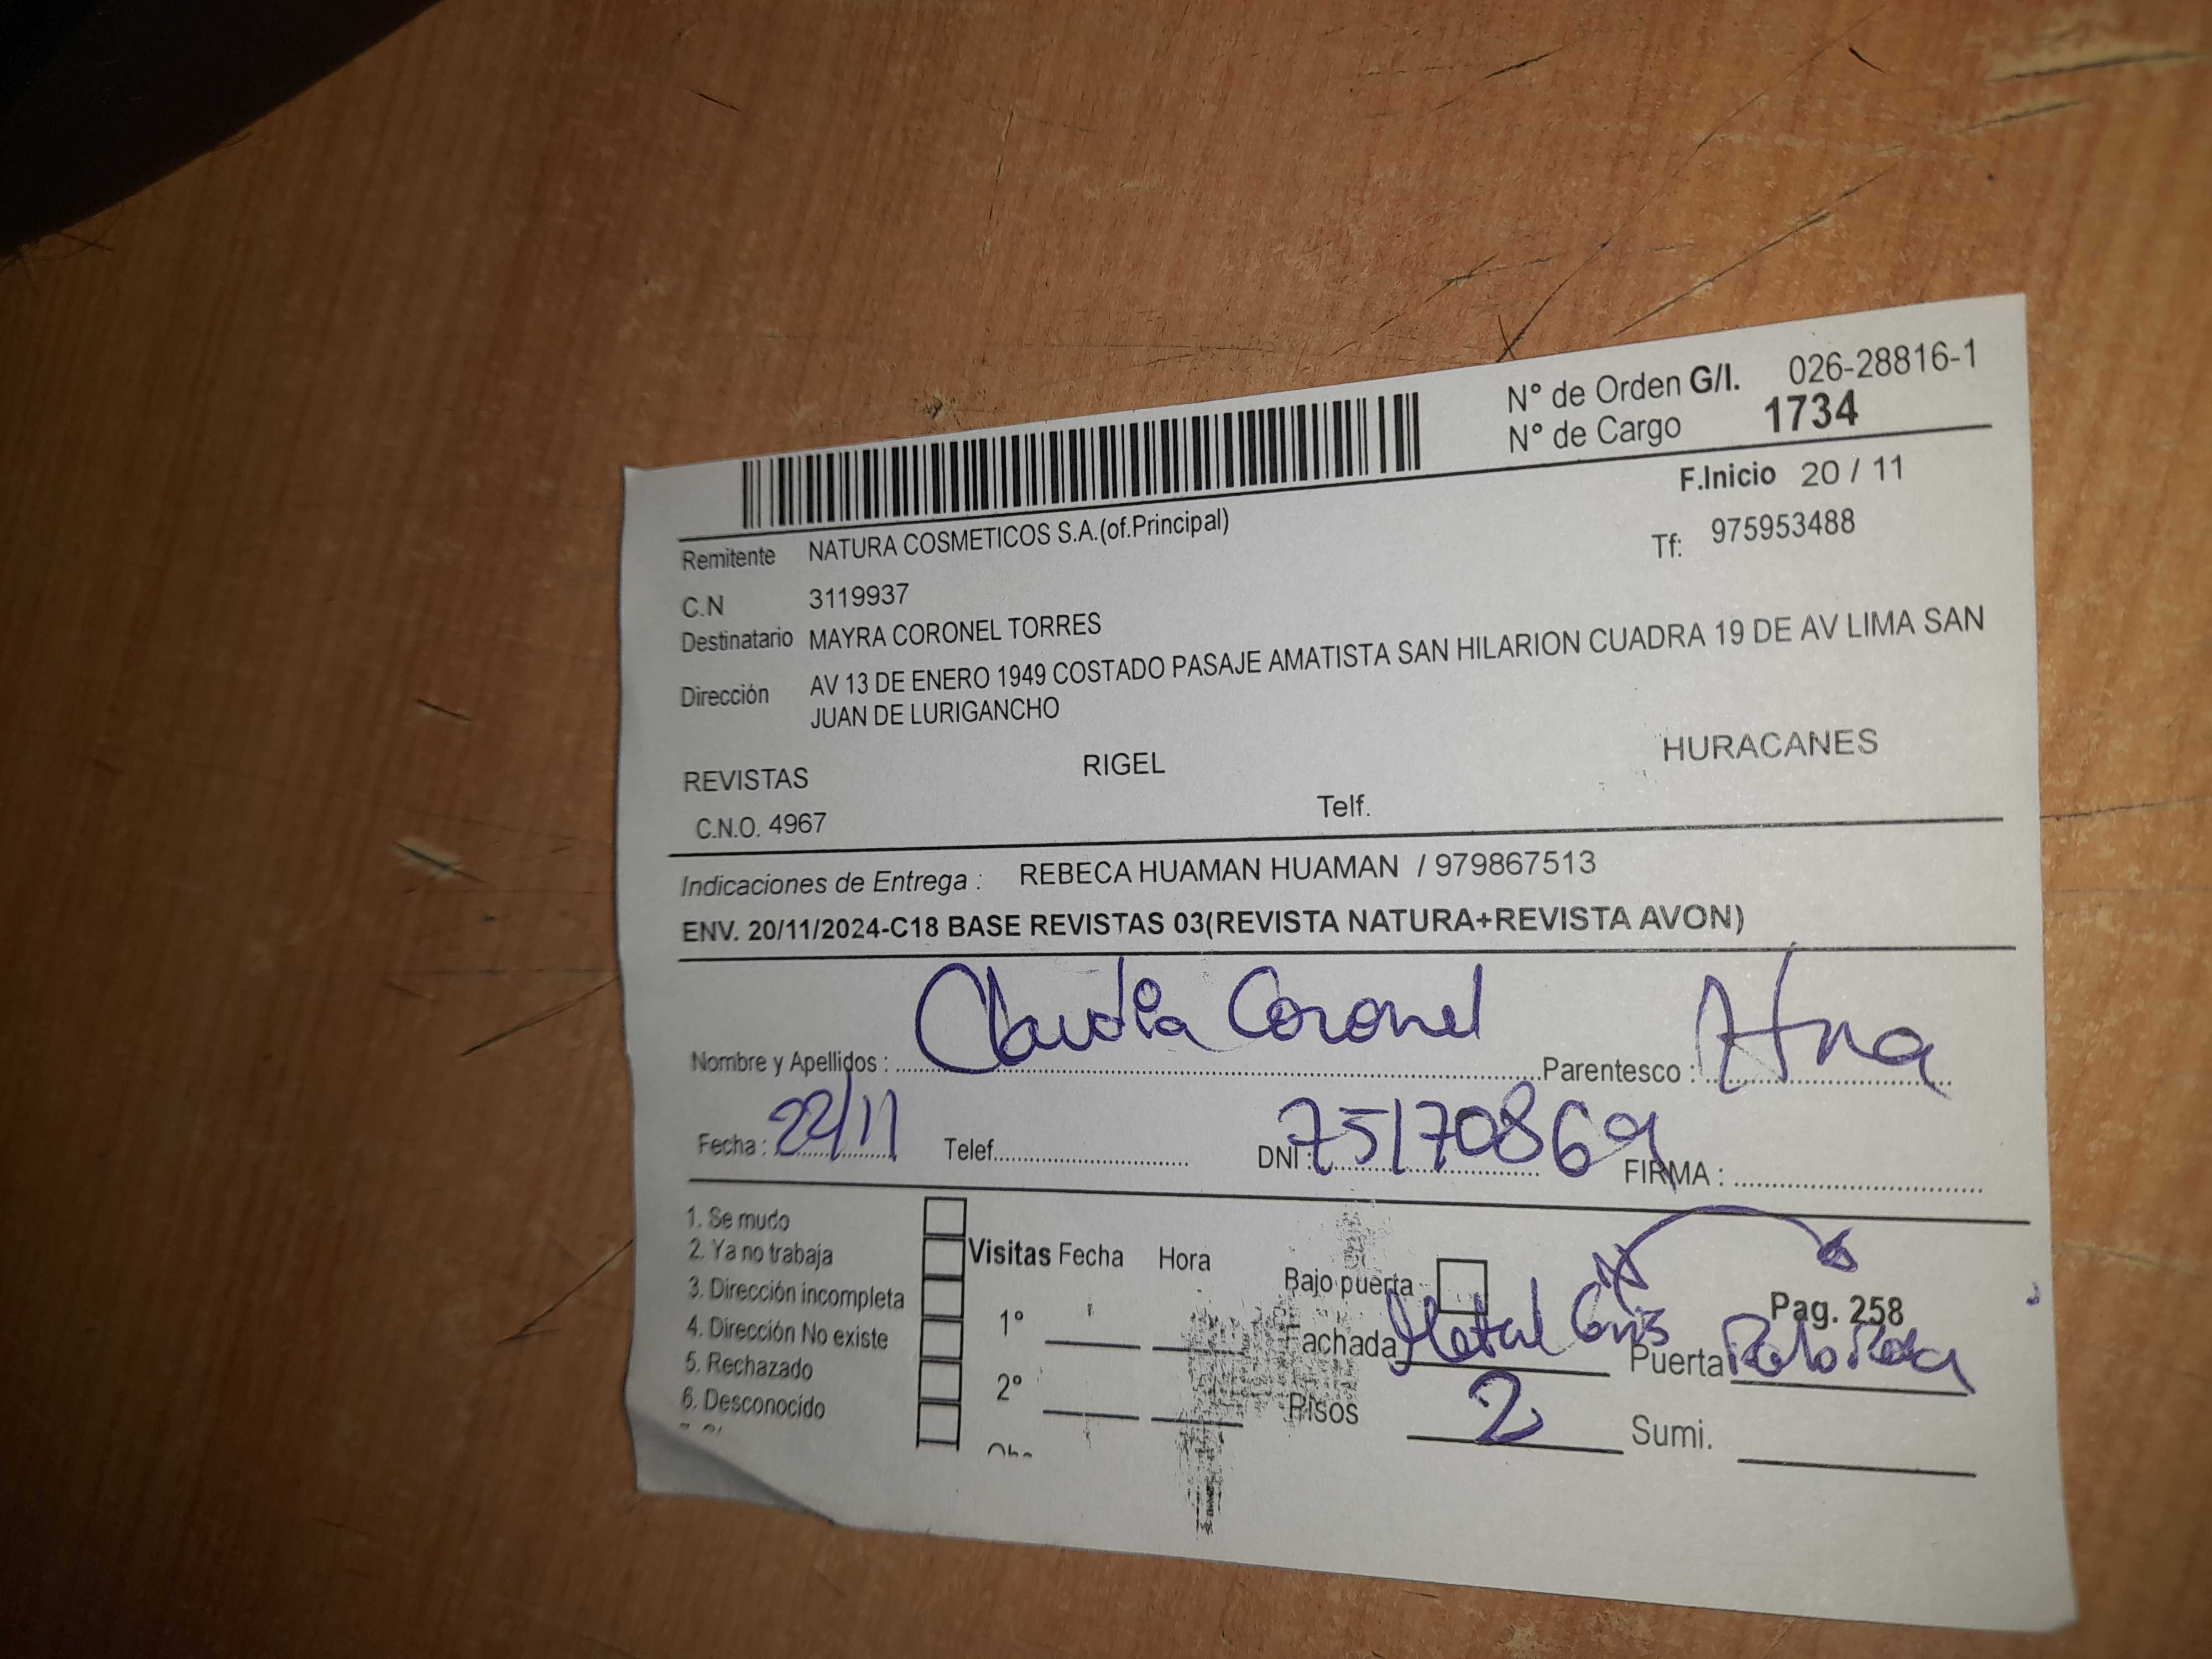 N° de Orden G/I. 026-28816-1
N° de Cargo 1734
F.Inicio 20 / 11
Remitente NATURA COSMETICOS S.A.(of.Principal)
Tf: 975953488
C.N 3119937
Destinatario MAYRA CORONEL TORRES
Dirección AV 13 DE ENERO 1949 COSTADO PASAJE AMATISTA SAN HILARION CUADRA 19 DE AV LIMA SAN
JUAN DE LURIGANCHO
REVISTAS RIGEL HURACANES
C.N.O. 4967 Telf.
Indicaciones de Entrega : REBECA HUAMAN HUAMAN / 979867513
ENV. 20/11/2024-C18 BASE REVISTAS 03(REVISTA NATURA+REVISTA AVON)
Nombre y Apellidos : Claudia Coronel Parentesco : Hna
Fecha : 22/11 Telef. DNI : 75170869 FIRMA :
1. Se mudo
2. Ya no trabaja
3. Dirección incompleta
4. Dirección No existe
5. Rechazado
6. Desconocido
Visitas Fecha Hora
1°
2°
Bajo puerta
Pag. 258
Fachada Metal Gris Puerta
Pisos 2 Sumi.